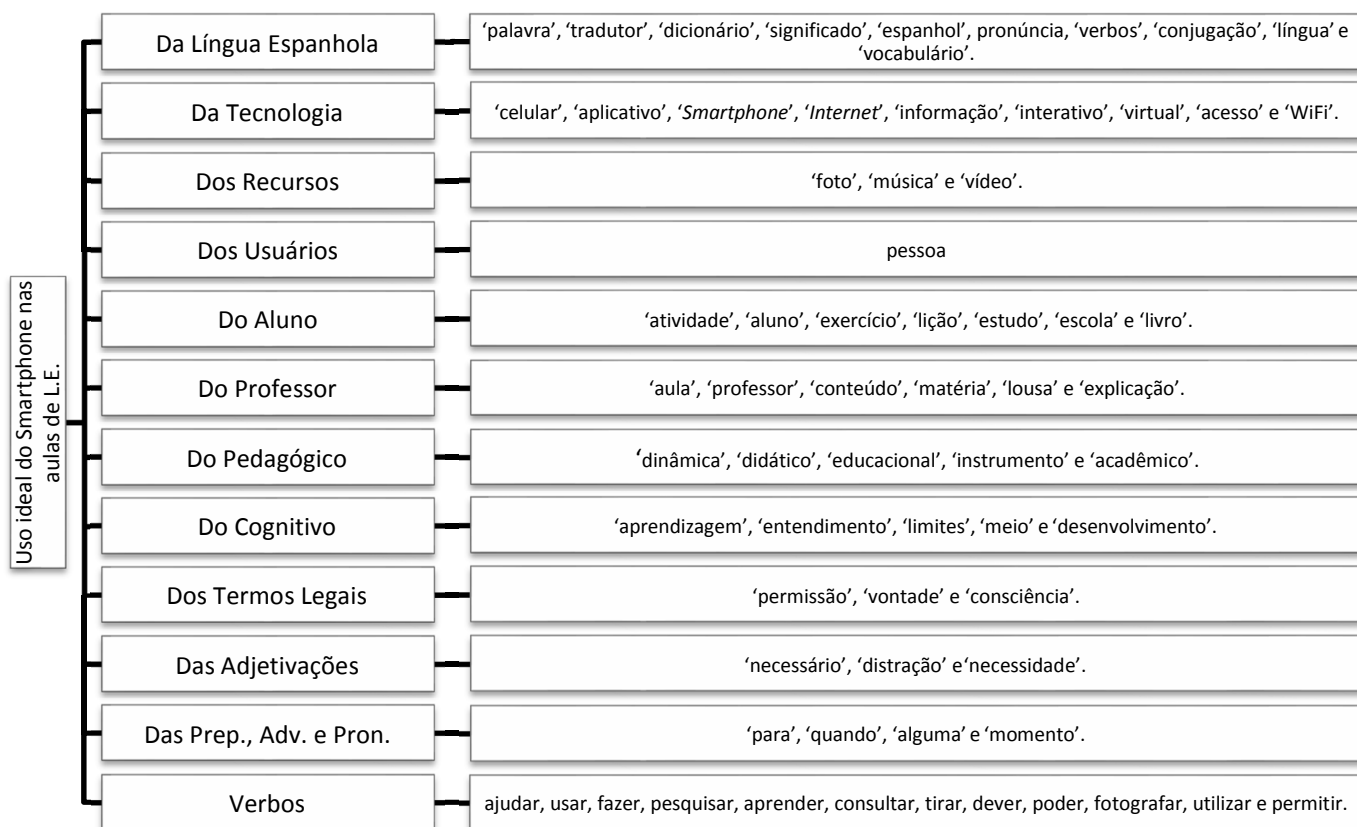 Uso ideal do Smartphone nas
aulas de L.E.
Da Língua Espanhola
‘palavra’, ‘tradutor’, ‘dicionário’, ‘significado’, ‘espanhol’, pronúncia, ‘verbos’, ‘conjugação’, ‘língua’ e
‘vocabulário’.
Da Tecnologia
‘celular’, ‘aplicativo’, ‘Smartphone’, ‘Internet’, ‘informação’, ‘interativo’, ‘virtual’, ‘acesso’ e ‘WiFi’.
Dos Recursos
‘foto’, ‘música’ e ‘vídeo’.
Dos Usuários
pessoa
Do Aluno
‘atividade’, ‘aluno’, ‘exercício’, ‘lição’, ‘estudo’, ‘escola’ e ‘livro’.
Do Professor
‘aula’, ‘professor’, ‘conteúdo’, ‘matéria’, ‘lousa’ e ‘explicação’.
Do Pedagógico
‘dinâmica’, ‘didático’, ‘educacional’, ‘instrumento’ e ‘acadêmico’.
Do Cognitivo
‘aprendizagem’, ‘entendimento’, ‘limites’, ‘meio’ e ‘desenvolvimento’.
Dos Termos Legais
‘permissão’, ‘vontade’ e ‘consciência’.
Das Adjetivações
‘necessário’, ‘distração’ e ‘necessidade’.
Das Prep., Adv. e Pron.
‘para’, ‘quando’, ‘alguma’ e ‘momento’.
Verbos
ajudar, usar, fazer, pesquisar, aprender, consultar, tirar, dever, poder, fotografar, utilizar e permitir.